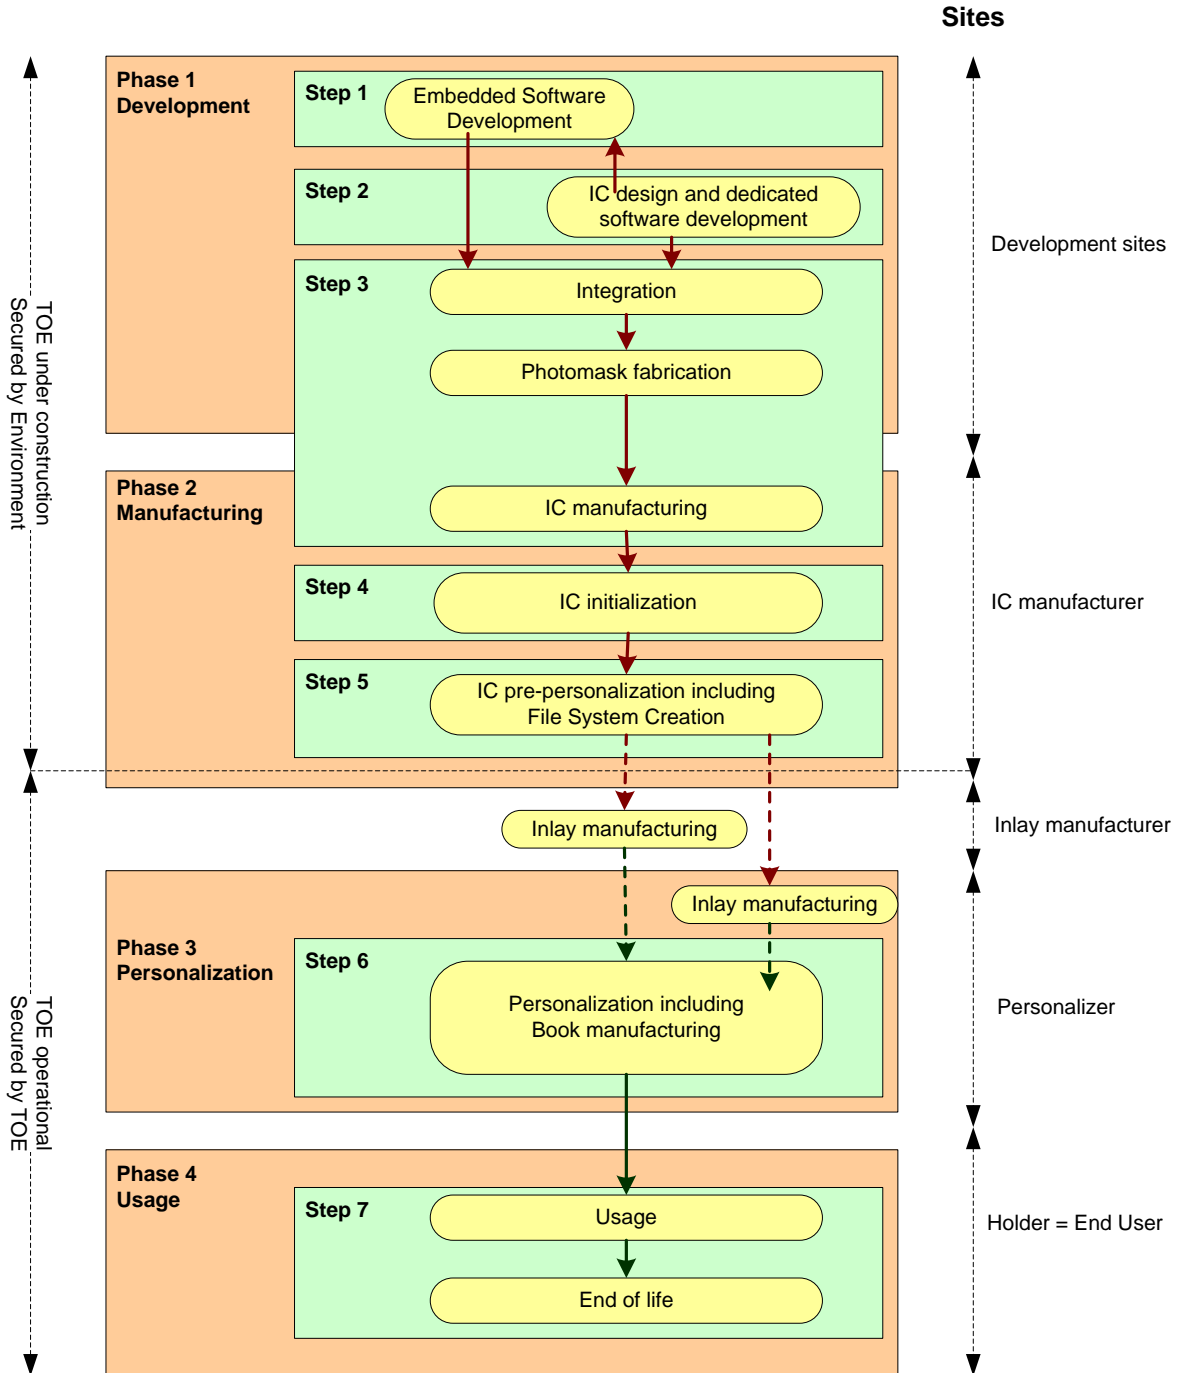 Sites
Phase 1
Development
Step 1
Embedded Software
Development
Step 2
IC design and dedicated
software development
Development sites
Step 3
Integration
TOE under construction
Secured by Environment
Photomask fabrication
Phase 2
Manufacturing
IC manufacturing
Step 4
IC initialization
IC manufacturer
Step 5
IC pre-personalization including
File System Creation
Inlay manufacturing
Inlay manufacturer
Inlay manufacturing
Phase 3
Personalization
Step 6
Personalization including
Book manufacturing
Personalizer
TOE operational
Secured by TOE
Phase 4
Usage
Step 7
Usage
Holder = End User
End of life